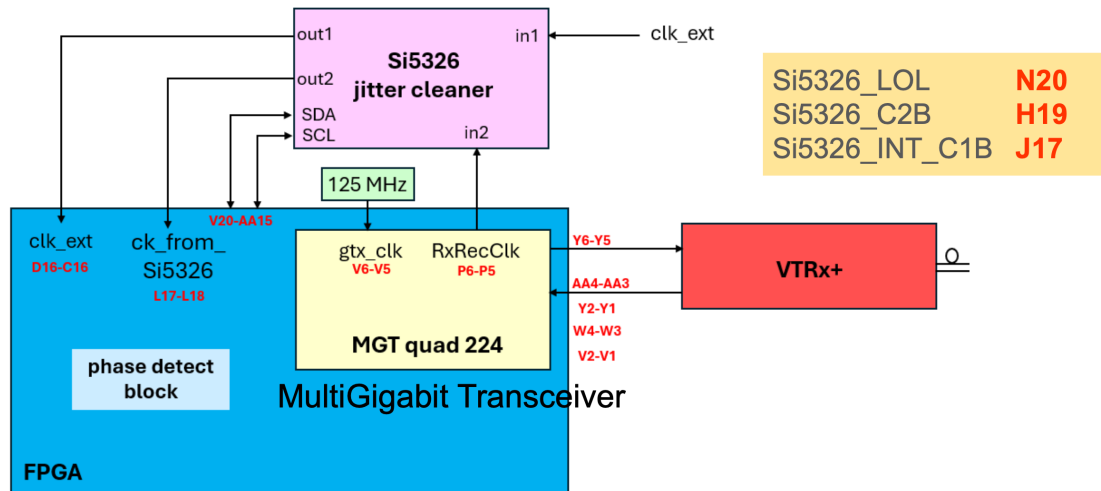 out1
in1
clk_ext
Si5326
jitter cleaner
out2
SDA
SCL
in2
Si5326_LOL N20
Si5326_C2B H19
Si5326_INT_C1B J17
125 MHz
V20-AA15
clk_ext
D16-C16
ck_from_
Si5326
L17-L18
gtx_clk
V6-V5
RxRecClk
P6-P5
MGT quad 224
Y6-Y5
AA4-AA3
Y2-Y1
W4-W3
V2-V1
VTRx+
phase detect
block
MultiGigabit Transceiver
FPGA